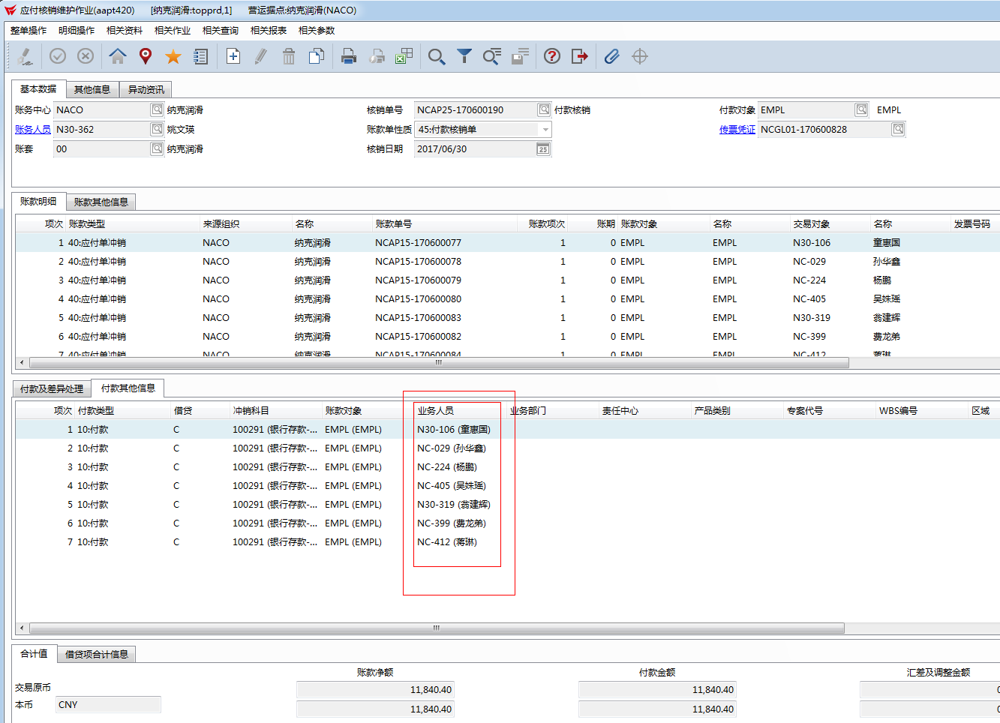 应付核销维护作业(aapt420) [纳克润滑:topprd,1] 营运据点:纳克润滑(NACO)
整单操作 明细操作 相关资料 相关作业 相关查询 相关报表 相关参数
基本数据 其他信息 异动资讯
账务中心 NACO 纳克润滑 核销单号 NCAP25-170600190 付款核销 付款对象 EMPL EMPL
账务人员 N30-362 姚文瑛 账款单性质 45:付款核销单 传票凭证 NCGL01-170600828
账套 00 纳克润滑 核销日期 2017/06/30 25
账款明细 账款其他信息
项次 账款类型 来源组织 名称 账款单号 账款项次 账期 账款对象 名称 交易对象 名称 发票号码
1 40:应付单冲销 NACO 纳克润滑 NCAP15-170600077 1 0 EMPL EMPL N30-106 童惠国
2 40:应付单冲销 NACO 纳克润滑 NCAP15-170600078 1 0 EMPL EMPL NC-029 孙华鑫
3 40:应付单冲销 NACO 纳克润滑 NCAP15-170600079 1 0 EMPL EMPL NC-224 杨鹏
4 40:应付单冲销 NACO 纳克润滑 NCAP15-170600080 1 0 EMPL EMPL NC-405 吴姝瑶
5 40:应付单冲销 NACO 纳克润滑 NCAP15-170600083 1 0 EMPL EMPL N30-319 翁建辉
6 40:应付单冲销 NACO 纳克润滑 NCAP15-170600082 1 0 EMPL EMPL NC-399 费龙弟
7 40:应付单冲销 NACO 纳克润滑 NCAP15-170600084 1 0 EMPL EMPL NC-412 蒋琳
付款及差异处理 付款其他信息
项次 付款类型 借贷 冲销科目 账款对象 业务人员 业务部门 责任中心 产品类别 专案代号 WBS编号 区域
1 10:付款 C 100291 (银行存款-... EMPL (EMPL) N30-106 (童惠国)
2 10:付款 C 100291 (银行存款-... EMPL (EMPL) NC-029 (孙华鑫)
3 10:付款 C 100291 (银行存款-... EMPL (EMPL) NC-224 (杨鹏)
4 10:付款 C 100291 (银行存款-... EMPL (EMPL) NC-405 (吴姝瑶)
5 10:付款 C 100291 (银行存款-... EMPL (EMPL) N30-319 (翁建辉)
6 10:付款 C 100291 (银行存款-... EMPL (EMPL) NC-399 (费龙弟)
7 10:付款 C 100291 (银行存款-... EMPL (EMPL) NC-412 (蒋琳)
合计值 借贷项合计信息
账款净额 付款金额 汇差及调整金额
交易原币 11,840.40 11,840.40 0
本币 CNY 11,840.40 11,840.40 0